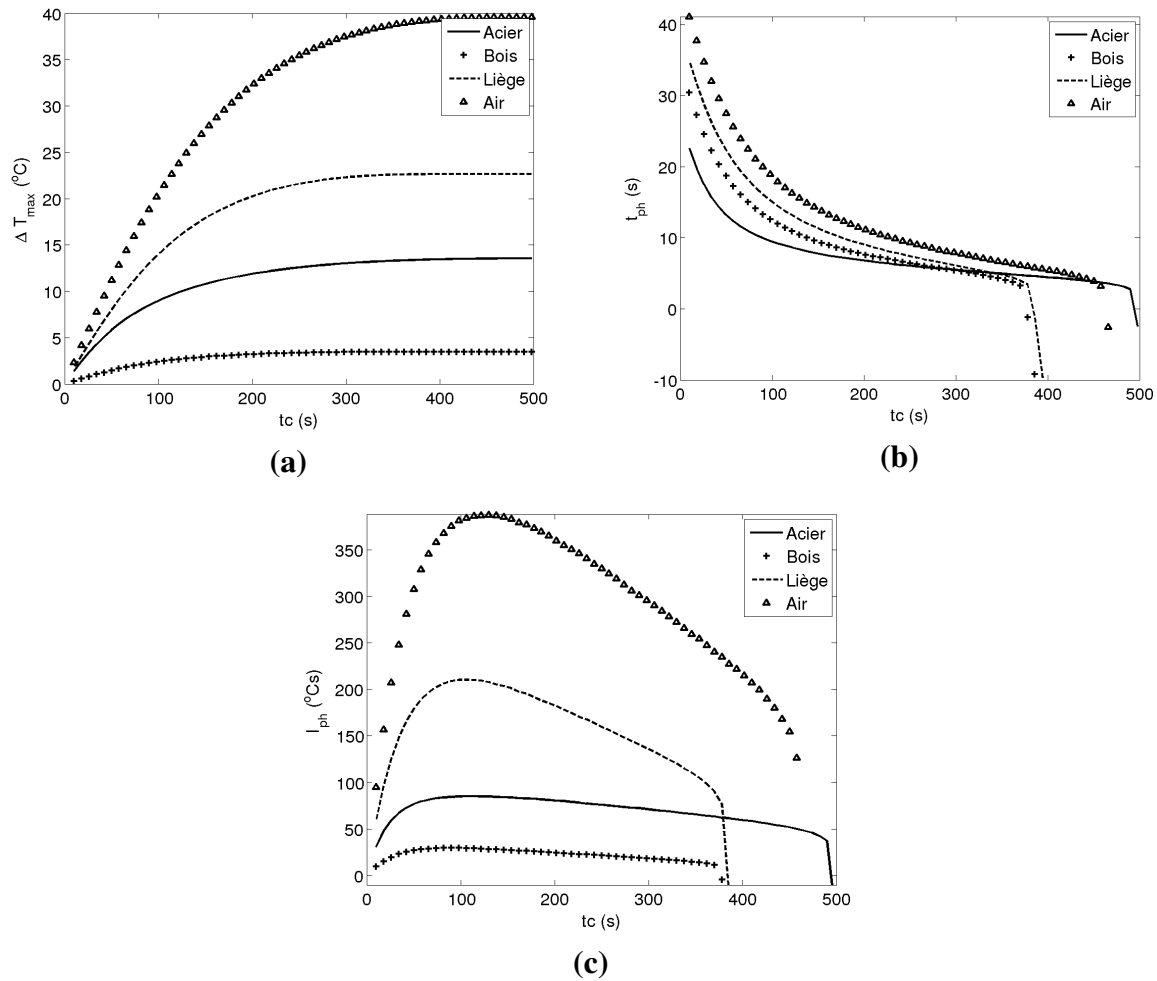 40
35
30
25
20
15
10
5
0
Δ Tmax (°C)
0 100 200 300 400 500
tc (s)
Acier
Bois
Liège
Air
(a)
40
30
20
10
0
-10
tph (s)
0 100 200 300 400 500
tc (s)
Acier
Bois
Liège
Air
(b)
350
300
250
200
150
100
50
0
Iph (°Cs)
0 100 200 300 400 500
tc (s)
Acier
Bois
Liège
Air
(c)